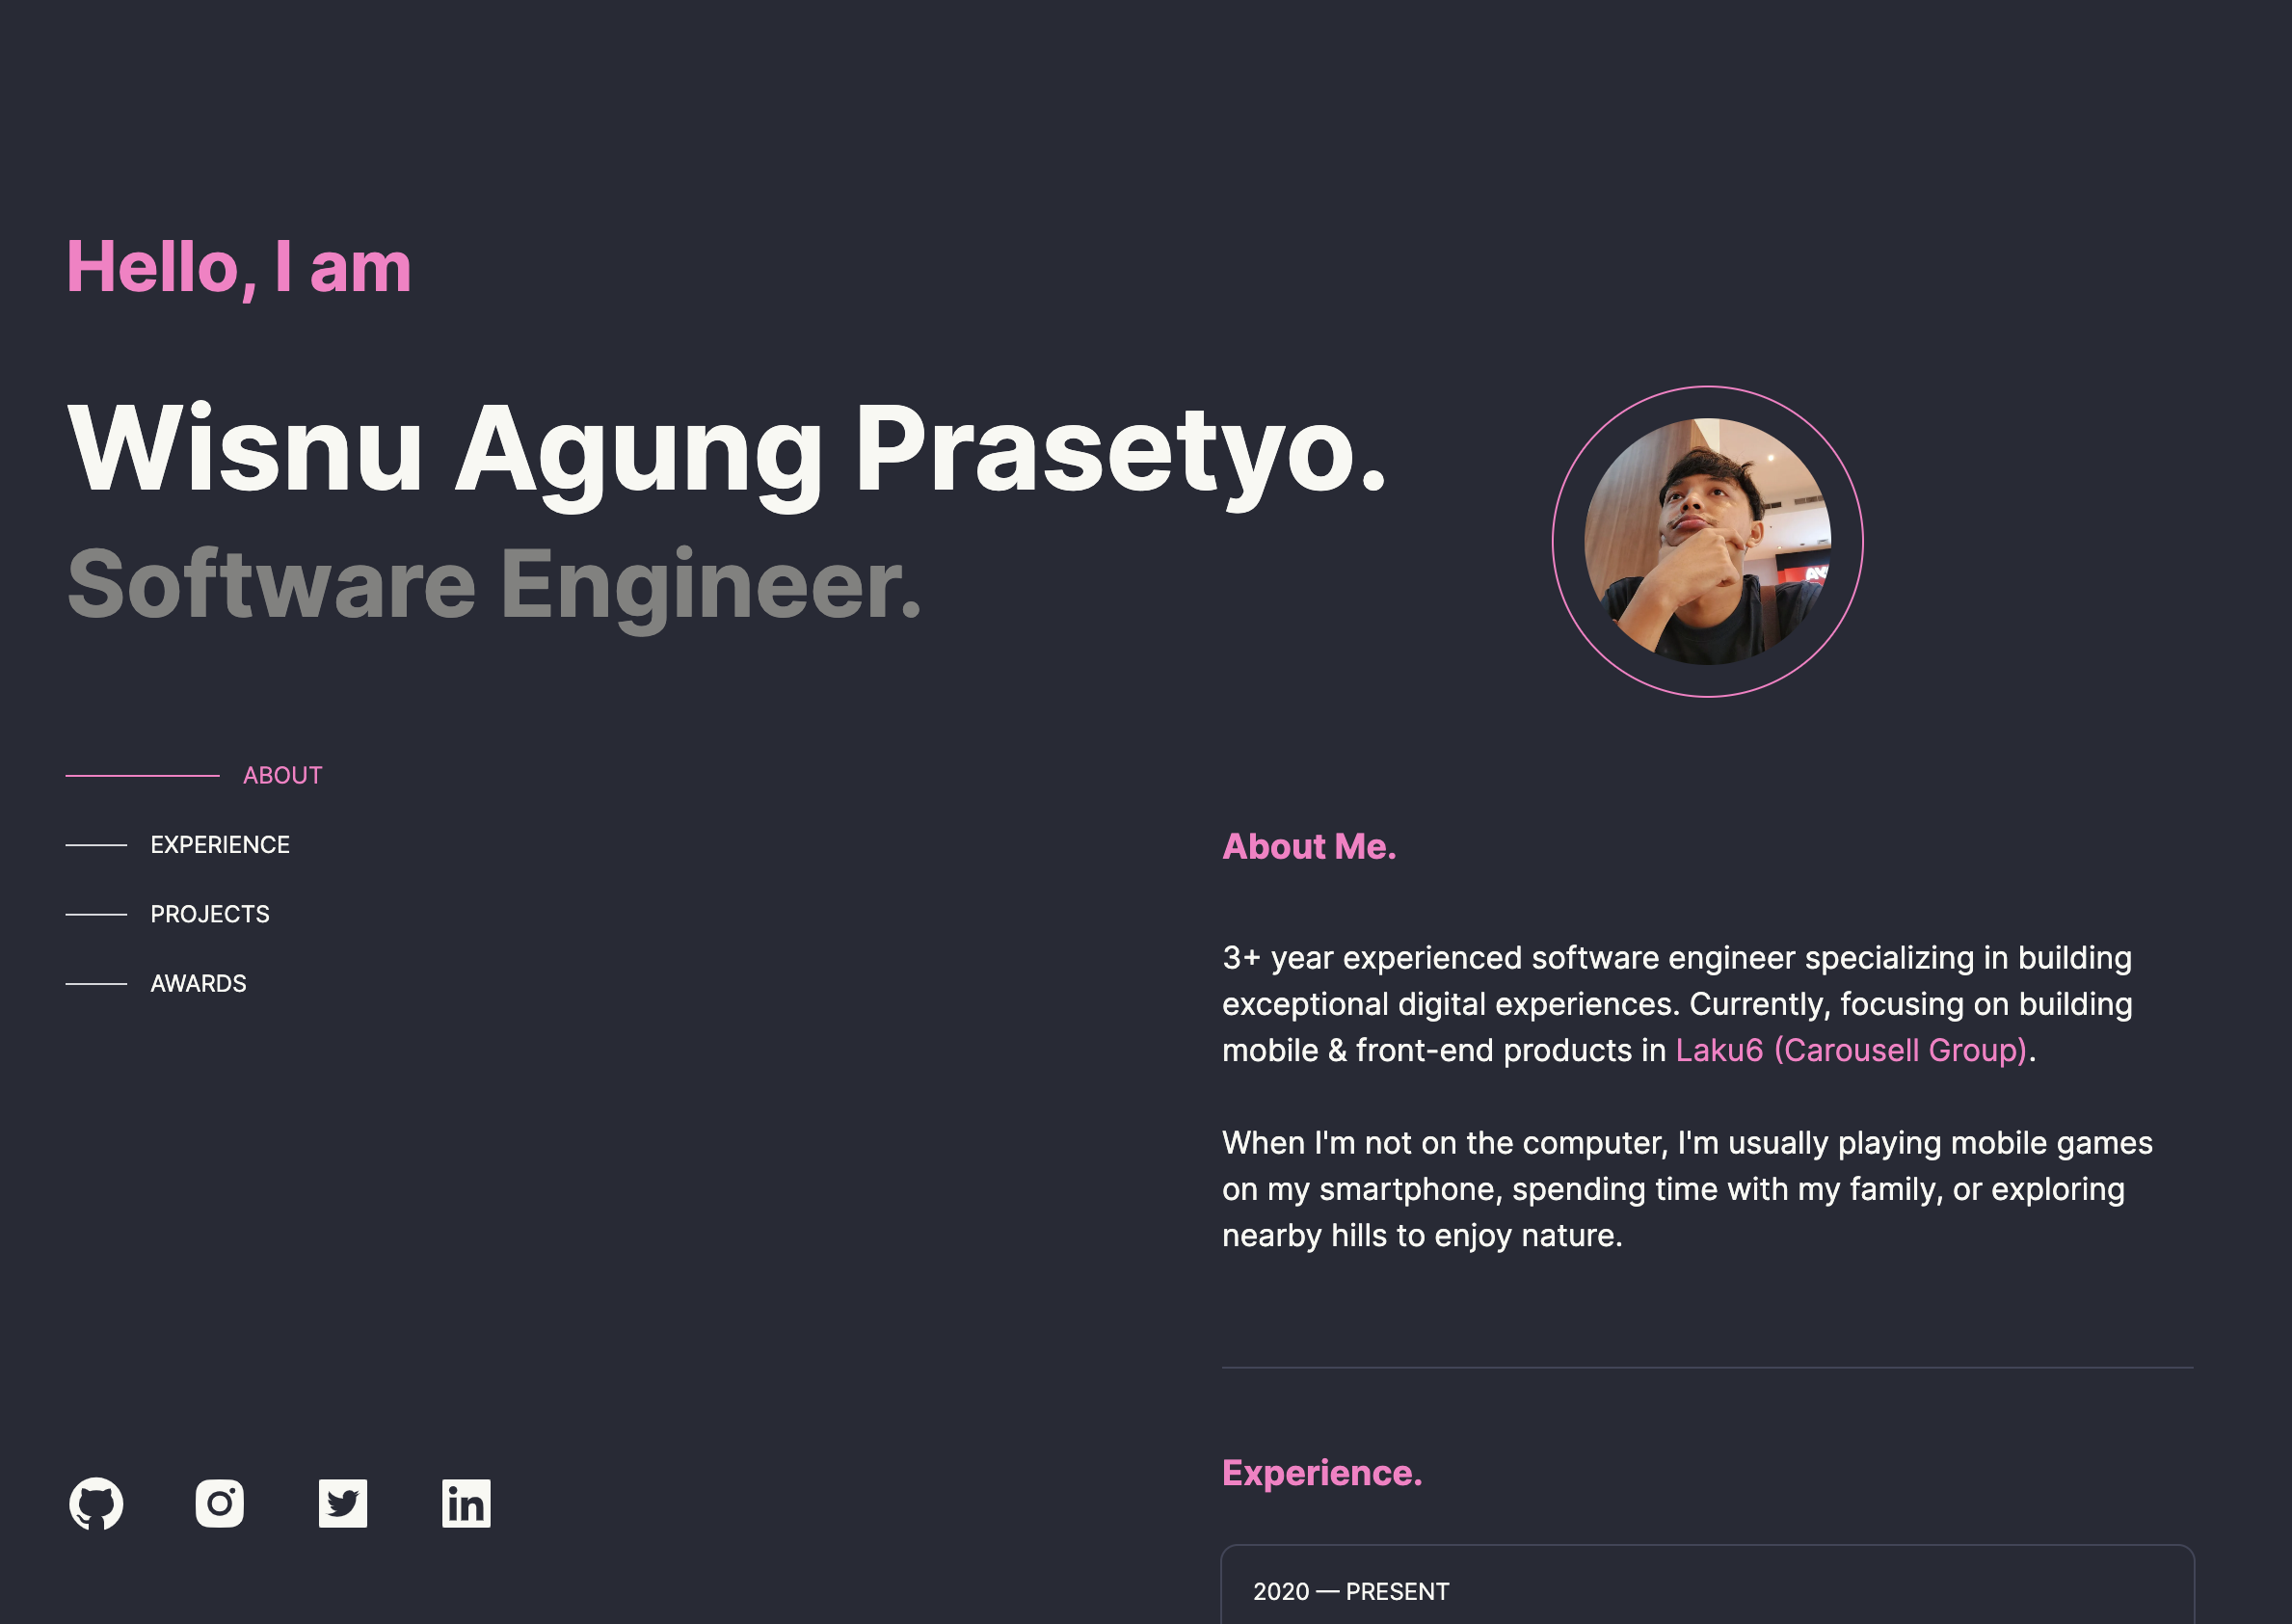 Hello, I am
Wisnu Agung Prasetyo.
Software Engineer.
ABOUT
EXPERIENCE
PROJECTS
AWARDS
About Me.
3+ year experienced software engineer specializing in building
exceptional digital experiences. Currently, focusing on building
mobile & front-end products in Laku6 (Carousell Group).
When I'm not on the computer, I'm usually playing mobile games
on my smartphone, spending time with my family, or exploring
nearby hills to enjoy nature.
Experience.
2020 — PRESENT
in